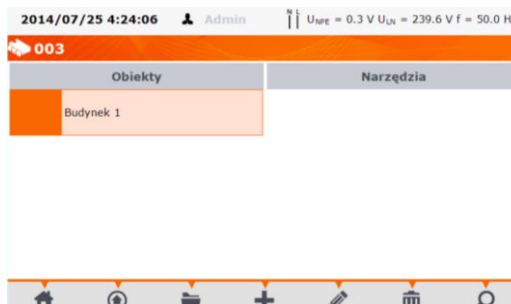 2014/07/25 4:24:06 Admin N L UNPE = 0.3 V ULN = 239.6 V f = 50.0 H
003
Obiekty Narzędzia
Budynek 1